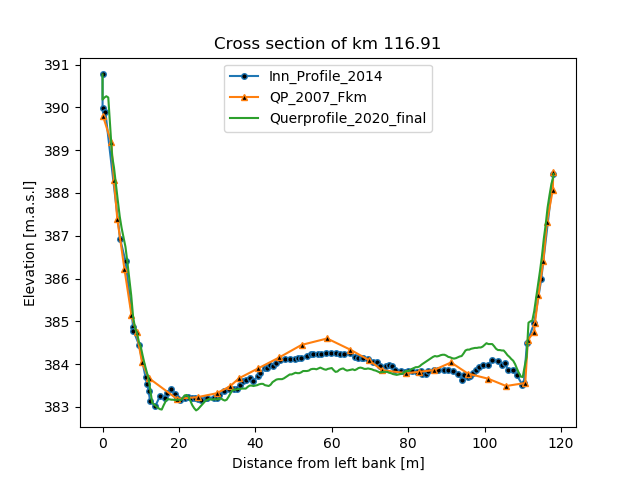 Cross section of km 116.91
Inn_Profile_2014
QP_2007_Fkm
Querprofile_2020_final
Elevation [m.a.s.l]
391
390
389
388
387
386
385
384
383
0 20 40 60 80 100 120
Distance from left bank [m]